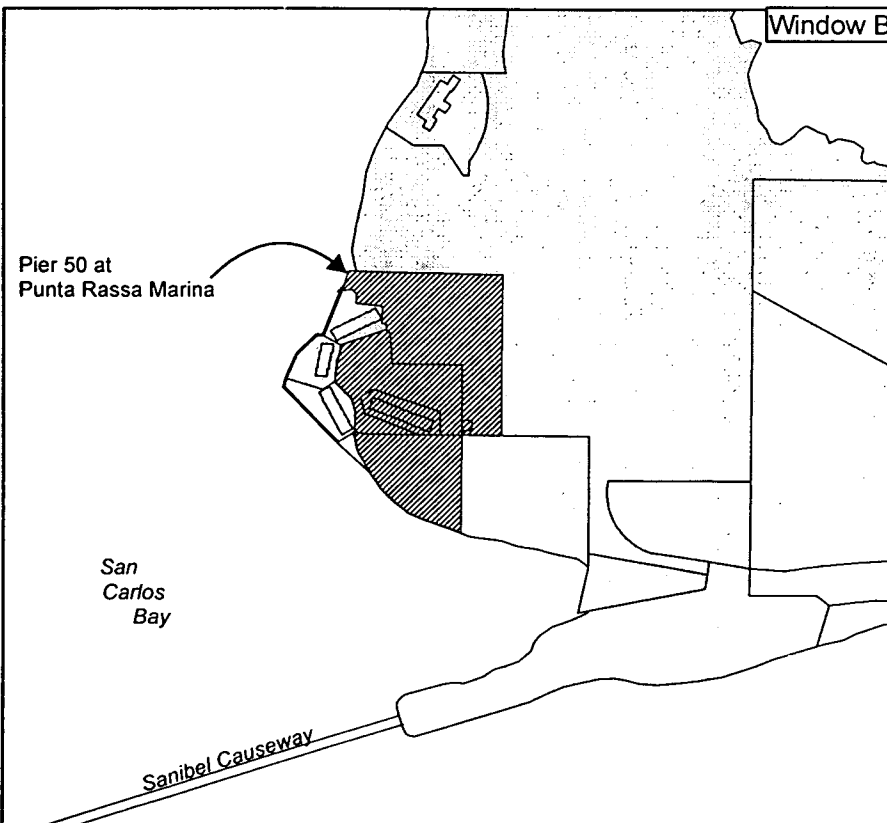 Window B
Pier 50 at
Punta Rassa Marina
San
Carlos
Bay
Sanibel Causeway